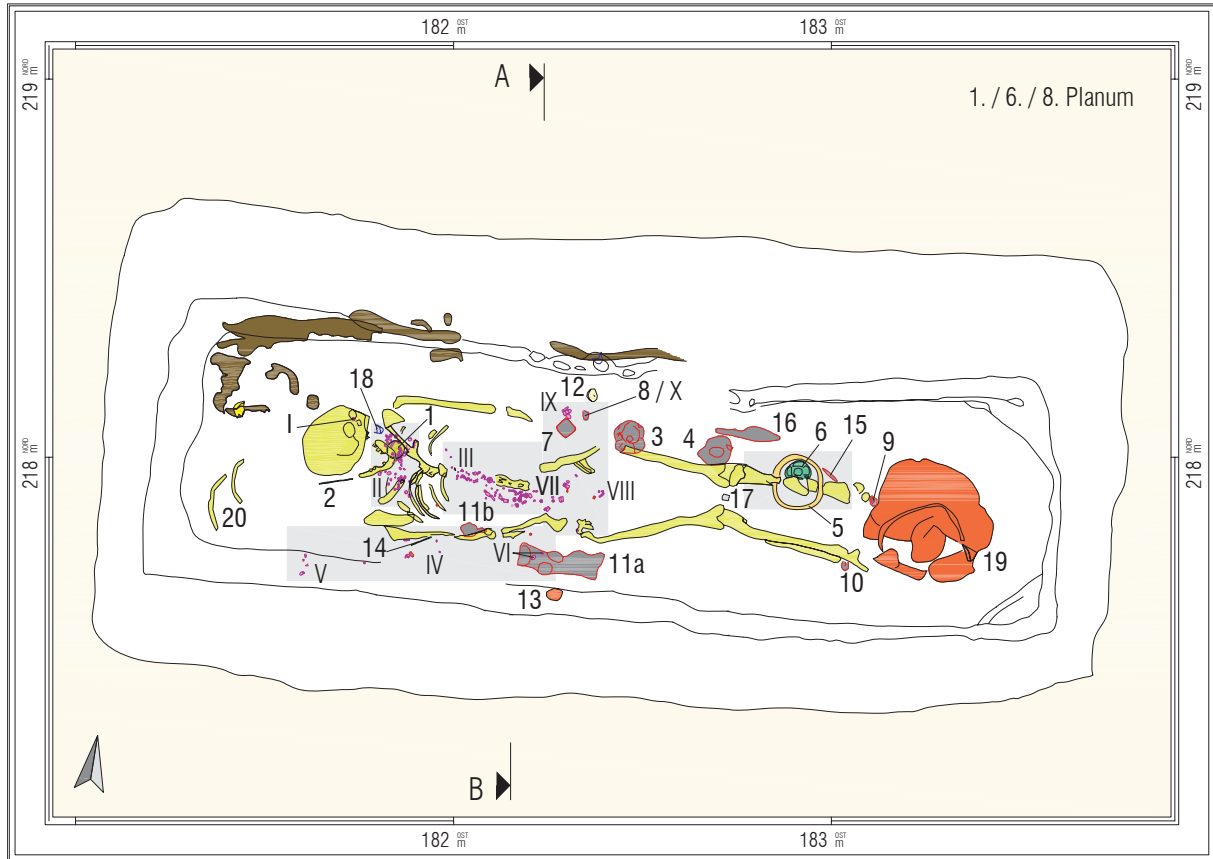 182 OST m
183 OST m
219 NORD m
219 NORD m
A
1. / 6. / 8. Planum
12
8 / X
18
IX
I
1
7
3
4
16
6
15
9
218 NORD m
218 NORD m
III
II
VII
VIII
2
17
5
20
11b
14
IV
VI
11a
19
V
10
13
B
182 OST m
183 OST m